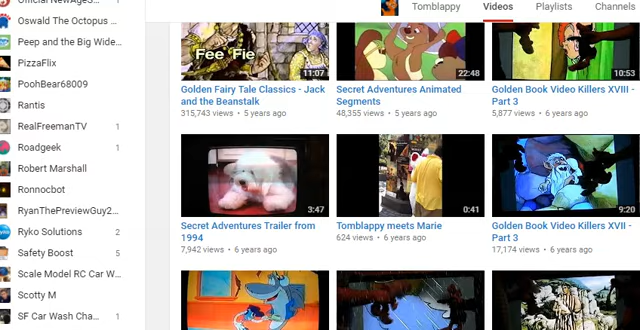 Official NewAgeS...
Oswald The Octopus ...
Peep and the Big Wide...
PizzaFlix
PoohBear68009
Rantis
RealFreemanTV 1
Roadgeek 1
Robert Marshall
Ronnocbot
RyanThePreviewGuy2...
Ryko Solutions 2
Safety Boost 5
Scale Model RC Car W...
Scotty M
SF Car Wash Cha... 1
Tomblappy Videos Playlists Channels
Fee Fie
11:07 22:48 10:53
Golden Fairy Tale Classics - Jack and the Beanstalk
315,743 views • 5 years ago
Secret Adventures Animated Segments
48,355 views • 5 years ago
Golden Book Video Killers XVIII - Part 3
5,877 views • 6 years ago
3:47 0:41 9:20
Secret Adventures Trailer from 1994
7,942 views • 6 years ago
Tomblappy meets Marie
624 views • 6 years ago
Golden Book Video Killers XVII - Part 3
17,174 views • 6 years ago